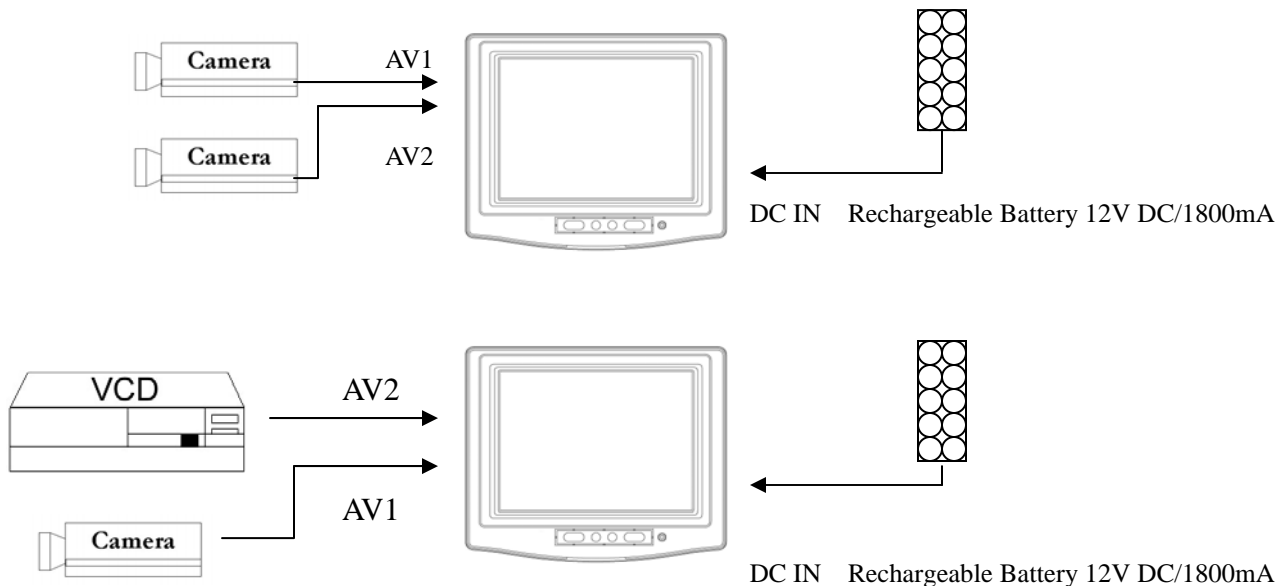 Camera
AV1
Camera
AV2
DC IN Rechargeable Battery 12V DC/1800mA
VCD
AV2
AV1
Camera
DC IN Rechargeable Battery 12V DC/1800mA